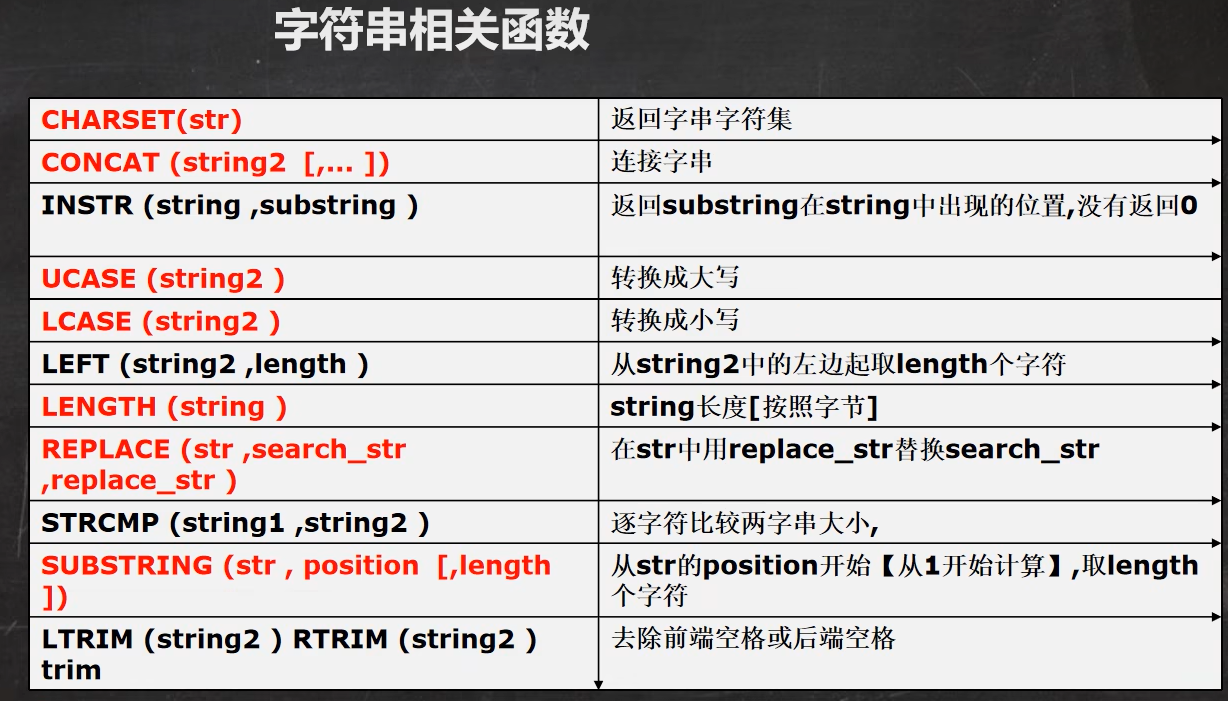 字符串相关函数
CHARSET(str)
返回字串字符集
CONCAT (string2  [,... ])
连接字串
INSTR (string ,substring )
返回substring在string中出现的位置,没有返回0
UCASE (string2 )
转换成大写
LCASE (string2 )
转换成小写
LEFT (string2 ,length )
从string2中的左边起取length个字符
LENGTH (string )
string长度[按照字节]
REPLACE (str ,search_str
,replace_str )
在str中用replace_str替换search_str
STRCMP (string1 ,string2 )
逐字符比较两字串大小,
SUBSTRING (str , position  [,length
])
从str的position开始【从1开始计算】,取length
个字符
LTRIM (string2 ) RTRIM (string2 )
trim
去除前端空格或后端空格